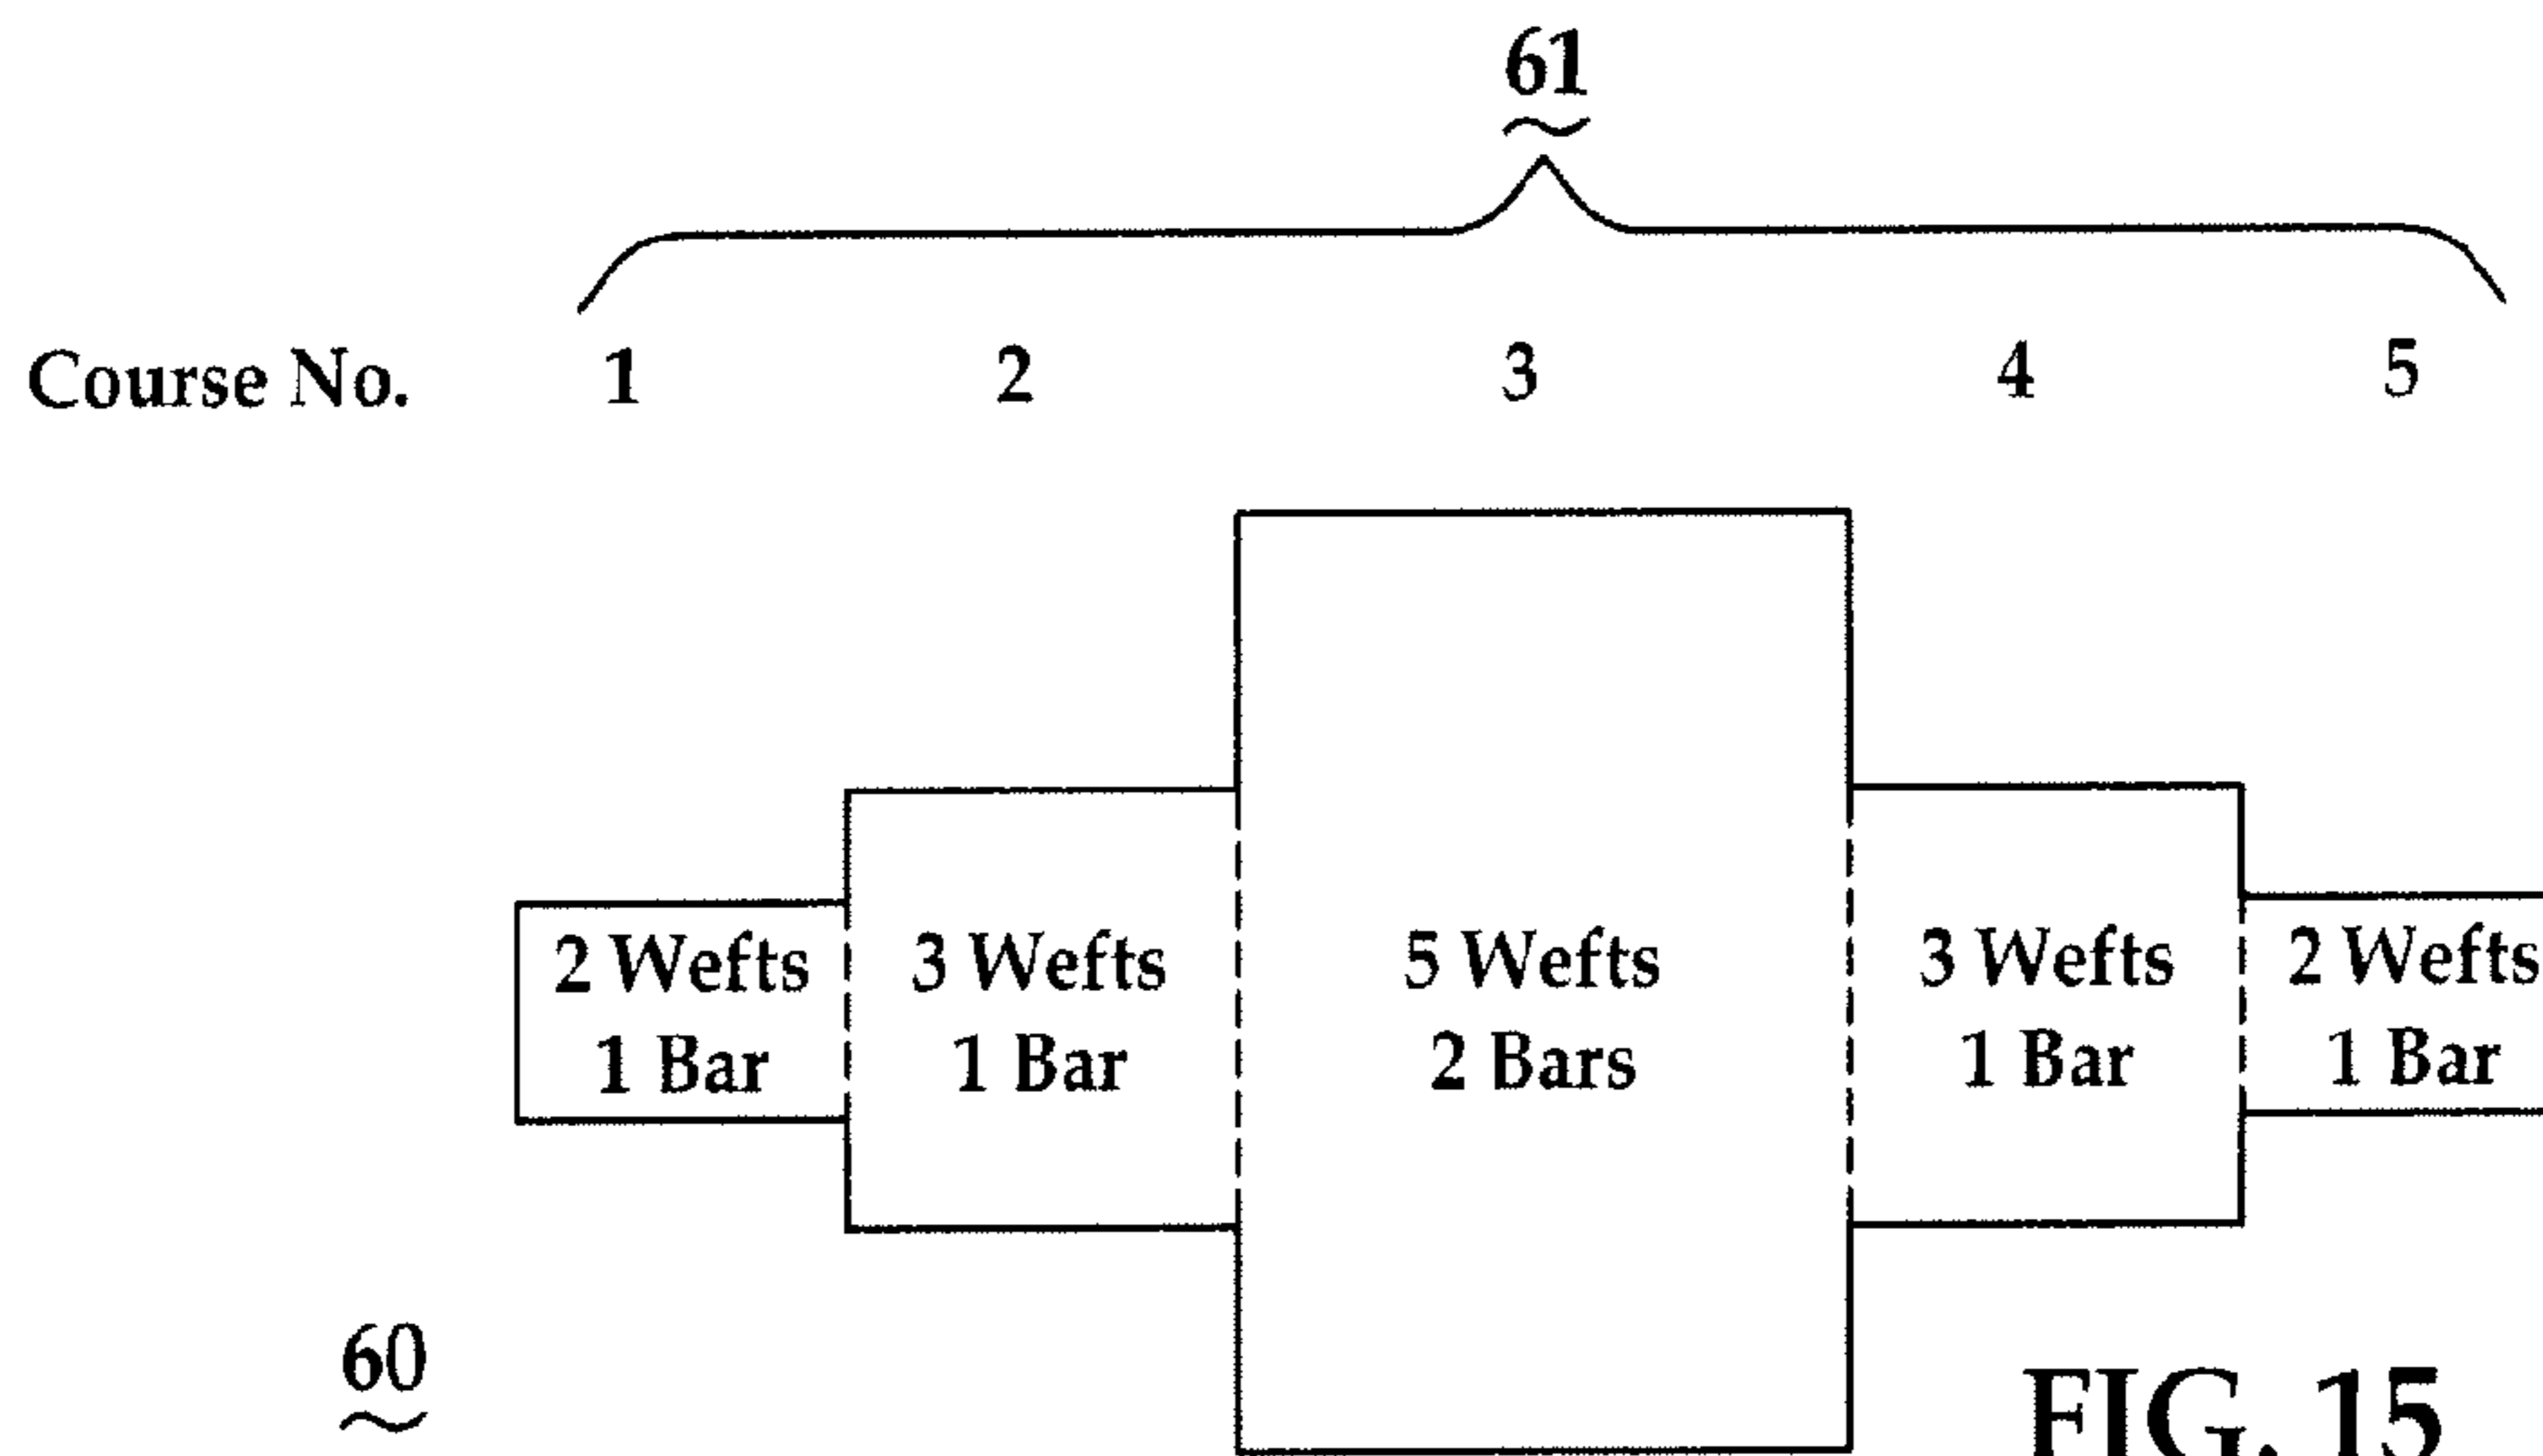 61
Course No. 1 2 3 4 5
2 Wefts 3 Wefts 5 Wefts 3 Wefts 2 Wefts
1 Bar 1 Bar 2 Bars 1 Bar 1 Bar
60
FIG. 15